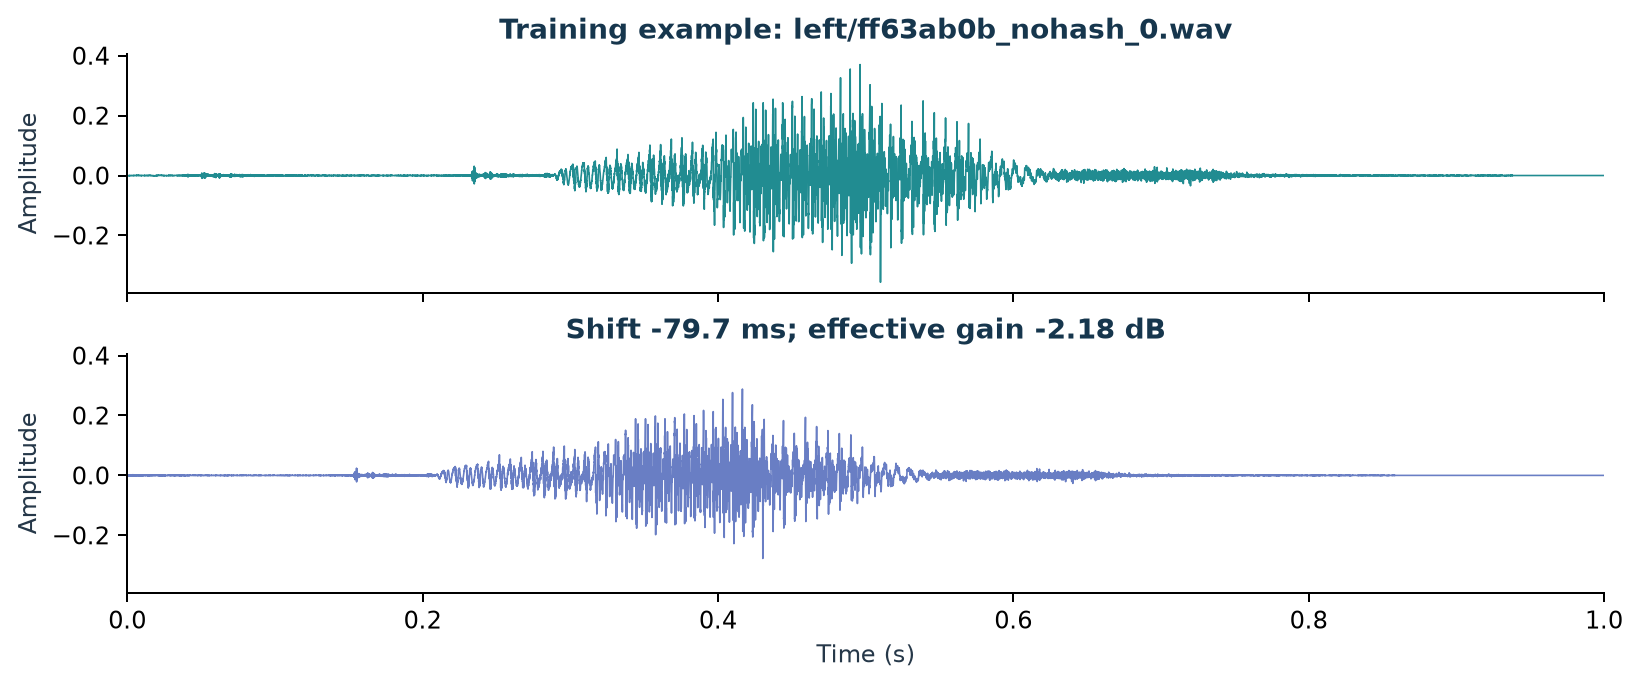 Training example: left/ff63ab0b_nohash_0.wav
0.4
0.2
0.0
−0.2
Amplitude
Shift -79.7 ms; effective gain -2.18 dB
0.4
0.2
0.0
−0.2
Amplitude
0.0 0.2 0.4 0.6 0.8 1.0
Time (s)